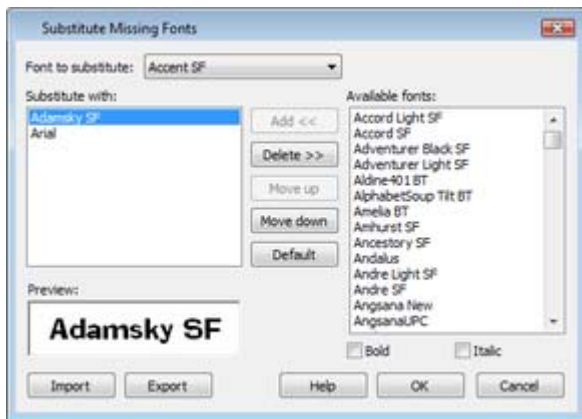 Substitute Missing Fonts
Font to substitute: Accent SF
Substitute with:
Adamsky SF
Arial
Add <<
Delete >>
Move up
Move down
Default
Available fonts:
Accord Light SF
Accord SF
Adventurer Black SF
Adventurer Light SF
Aldine401 BT
AlphabetSoup Tilt BT
Amelia BT
Amhurst SF
Ancestory SF
Andalus
Andre Light SF
Andre SF
Angsana New
AngsanaUPC
Preview:
Adamsky SF
Bold Italic
Import Export Help OK Cancel